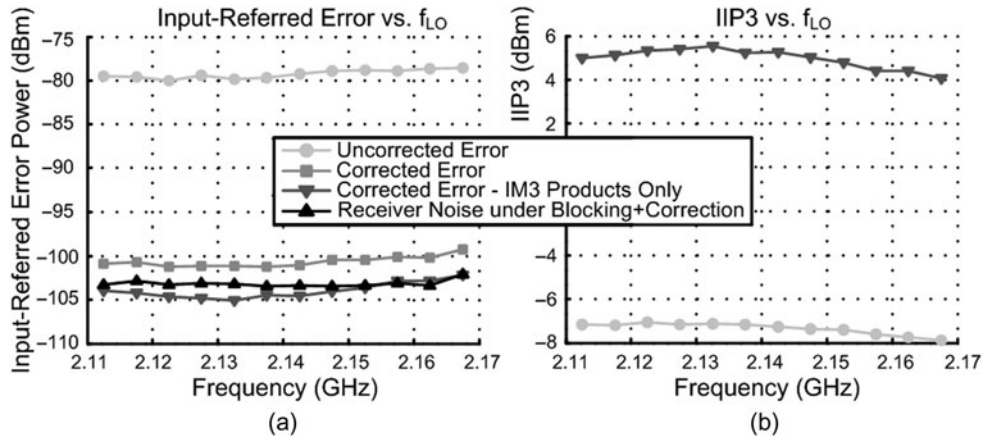 Input-Referred Error vs. fLO
Input-Referred Error Power (dBm)
−75
−80
−85
−90
−95
−100
−105
−110
2.11 2.12 2.13 2.14 2.15 2.16 2.17
Frequency (GHz)
(a)
IIP3 vs. fLO
IIP3 (dBm)
6
4
2
−4
−6
−8
2.11 2.12 2.13 2.14 2.15 2.16 2.17
Frequency (GHz)
(b)
Uncorrected Error
Corrected Error
Corrected Error - IM3 Products Only
Receiver Noise under Blocking+Correction